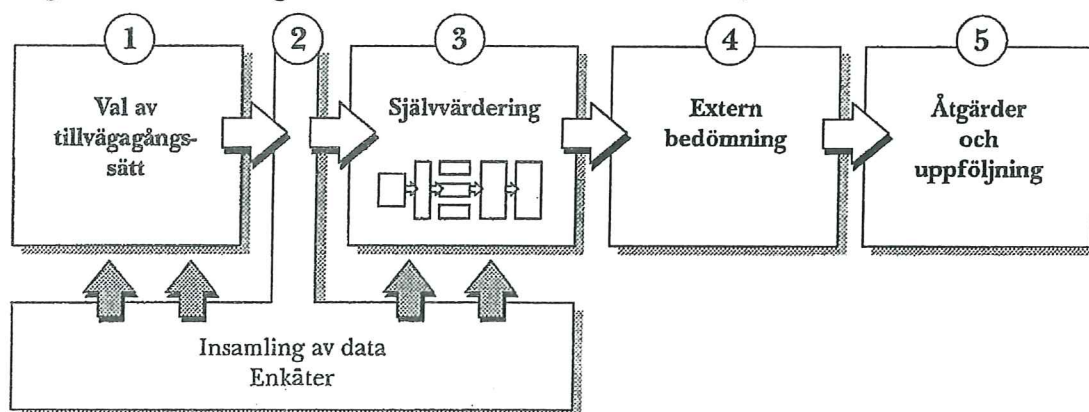 1
Val av
tillvägagångs-
sätt
2
3
Självvärdering
4
Extern
bedömning
5
Åtgärder
och
uppföljning
Insamling av data
Enkäter